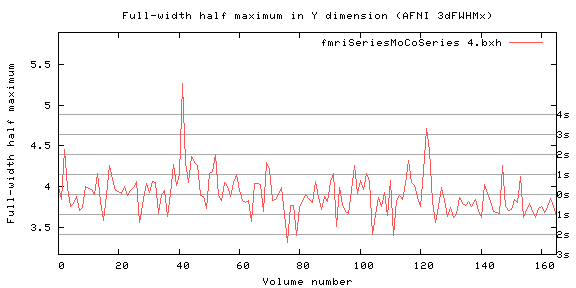 Full-width half maximum in Y dimension (AFNI 3dFWHMx)
fmriSeriesMoCoSeries 4.bxh
Full-width half maximum
5.5
5
4.5
4
3.5
4s
3s
2s
1s
0s
1s
2s
3s
0 20 40 60 80 100 120 140 160
Volume number